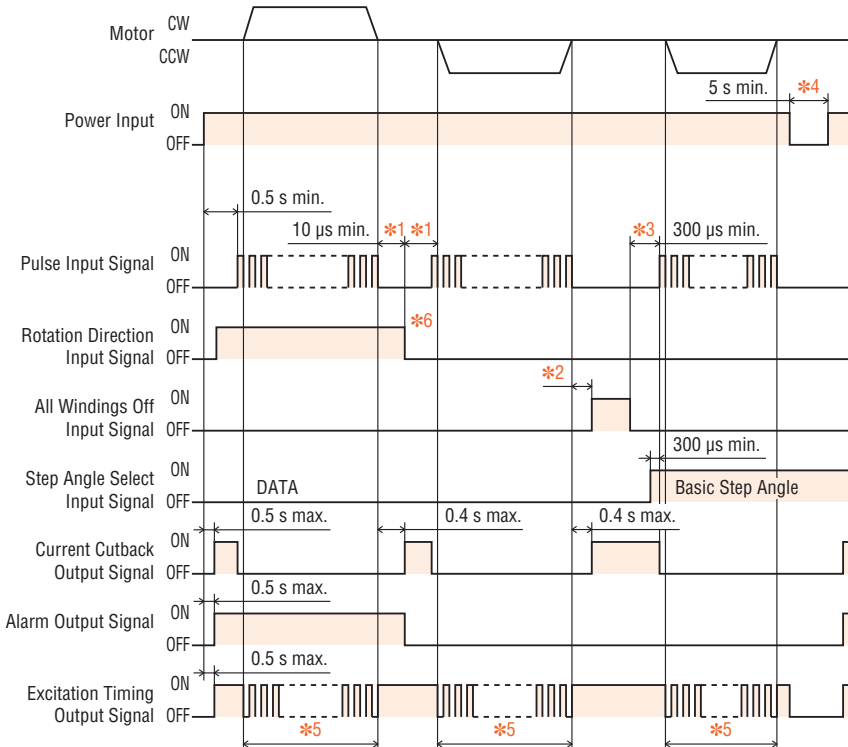 Motor CW
CCW
5 s min. ✻4
Power Input ON
OFF
0.5 s min.
10 μs min. ✻1 ✻1 ✻3 300 μs min.
Pulse Input Signal ON
OFF
Rotation Direction
Input Signal ON
OFF
✻6
✻2
All Windings Off
Input Signal ON
OFF
300 μs min.
Step Angle Select
Input Signal ON
OFF
DATA Basic Step Angle
0.5 s max. 0.4 s max. 0.4 s max.
Current Cutback
Output Signal ON
OFF
0.5 s max.
Alarm Output Signal ON
OFF
0.5 s max.
Excitation Timing
Output Signal ON
OFF
✻5 ✻5 ✻5